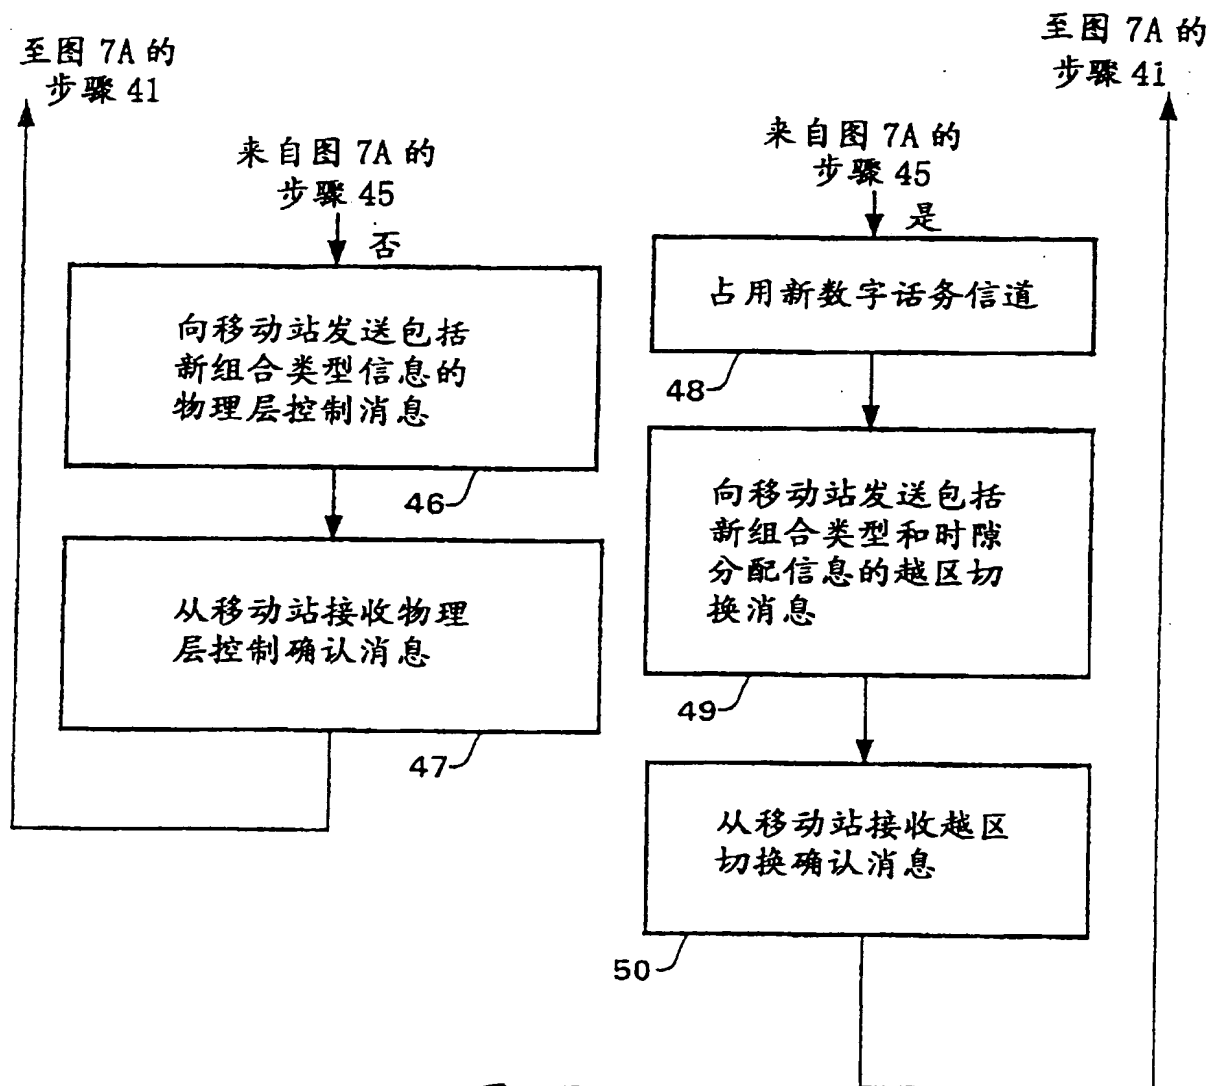 至图 7A 的
步骤 41
来自图 7A 的
步骤 45
否
向移动站发送包括
新组合类型信息的
物理层控制消息
46
从移动站接收物理
层控制确认消息
47
至图 7A 的
步骤 41
来自图 7A 的
步骤 45
是
占用新数字话务信道
48
向移动站发送包括
新组合类型和时隙
分配信息的越区切
换消息
49
从移动站接收越区
切换确认消息
50